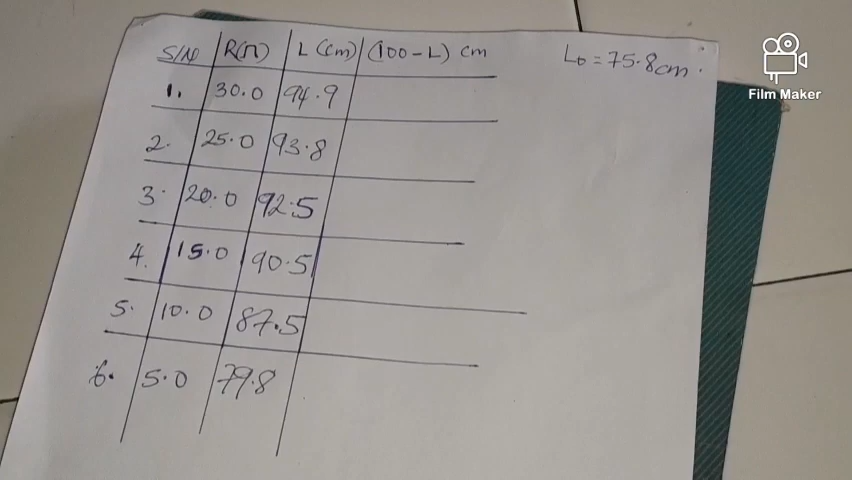 S/N R(Ω) L (cm) (100 - L) cm
L₀ = 75.8cm.
Film Maker
1. 30.0 94.9
2. 25.0 93.8
3. 20.0 92.5
4. 15.0 90.5
5. 10.0 87.5
6. 5.0 79.8